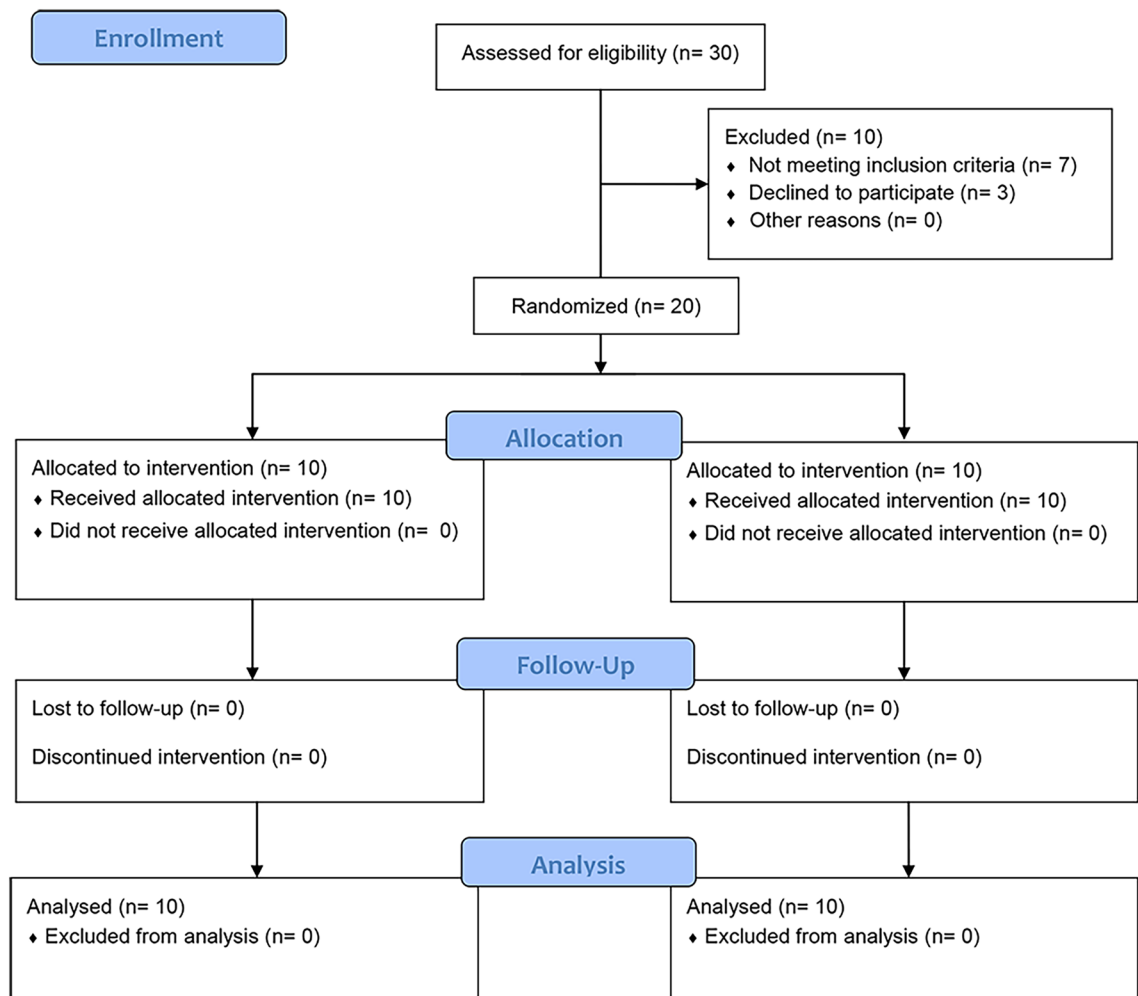 Enrollment
Assessed for eligibility (n= 30)
Excluded (n= 10)
♦ Not meeting inclusion criteria (n= 7)
♦ Declined to participate (n= 3)
♦ Other reasons (n= 0)
Randomized (n= 20)
Allocation
Allocated to intervention (n= 10)
♦ Received allocated intervention (n= 10)
♦ Did not receive allocated intervention (n=  0)
Allocated to intervention (n= 10)
♦ Received allocated intervention (n= 10)
♦ Did not receive allocated intervention (n= 0)
Follow-Up
Lost to follow-up (n= 0)
Discontinued intervention (n= 0)
Lost to follow-up (n= 0)
Discontinued intervention (n= 0)
Analysis
Analysed (n= 10)
♦ Excluded from analysis (n= 0)
Analysed (n= 10)
♦ Excluded from analysis (n= 0)